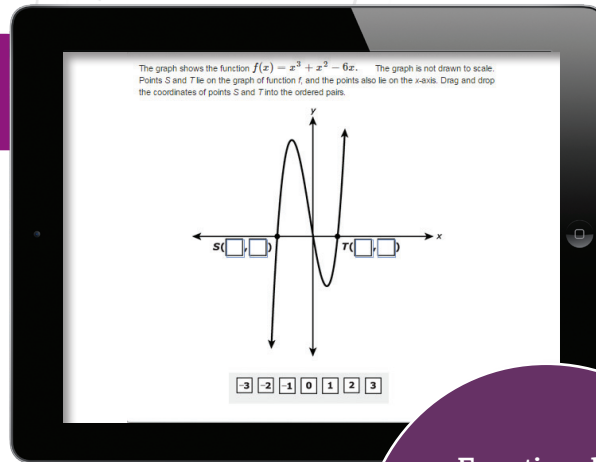 The graph shows the function f(x) = x³ + x² − 6x. The graph is not drawn to scale.
Points S and T lie on the graph of function f, and the points also lie on the x-axis. Drag and drop
the coordinates of points S and T into the ordered pairs.
y
x
S( , ) T( , )
-3 -2 -1 0 1 2 3